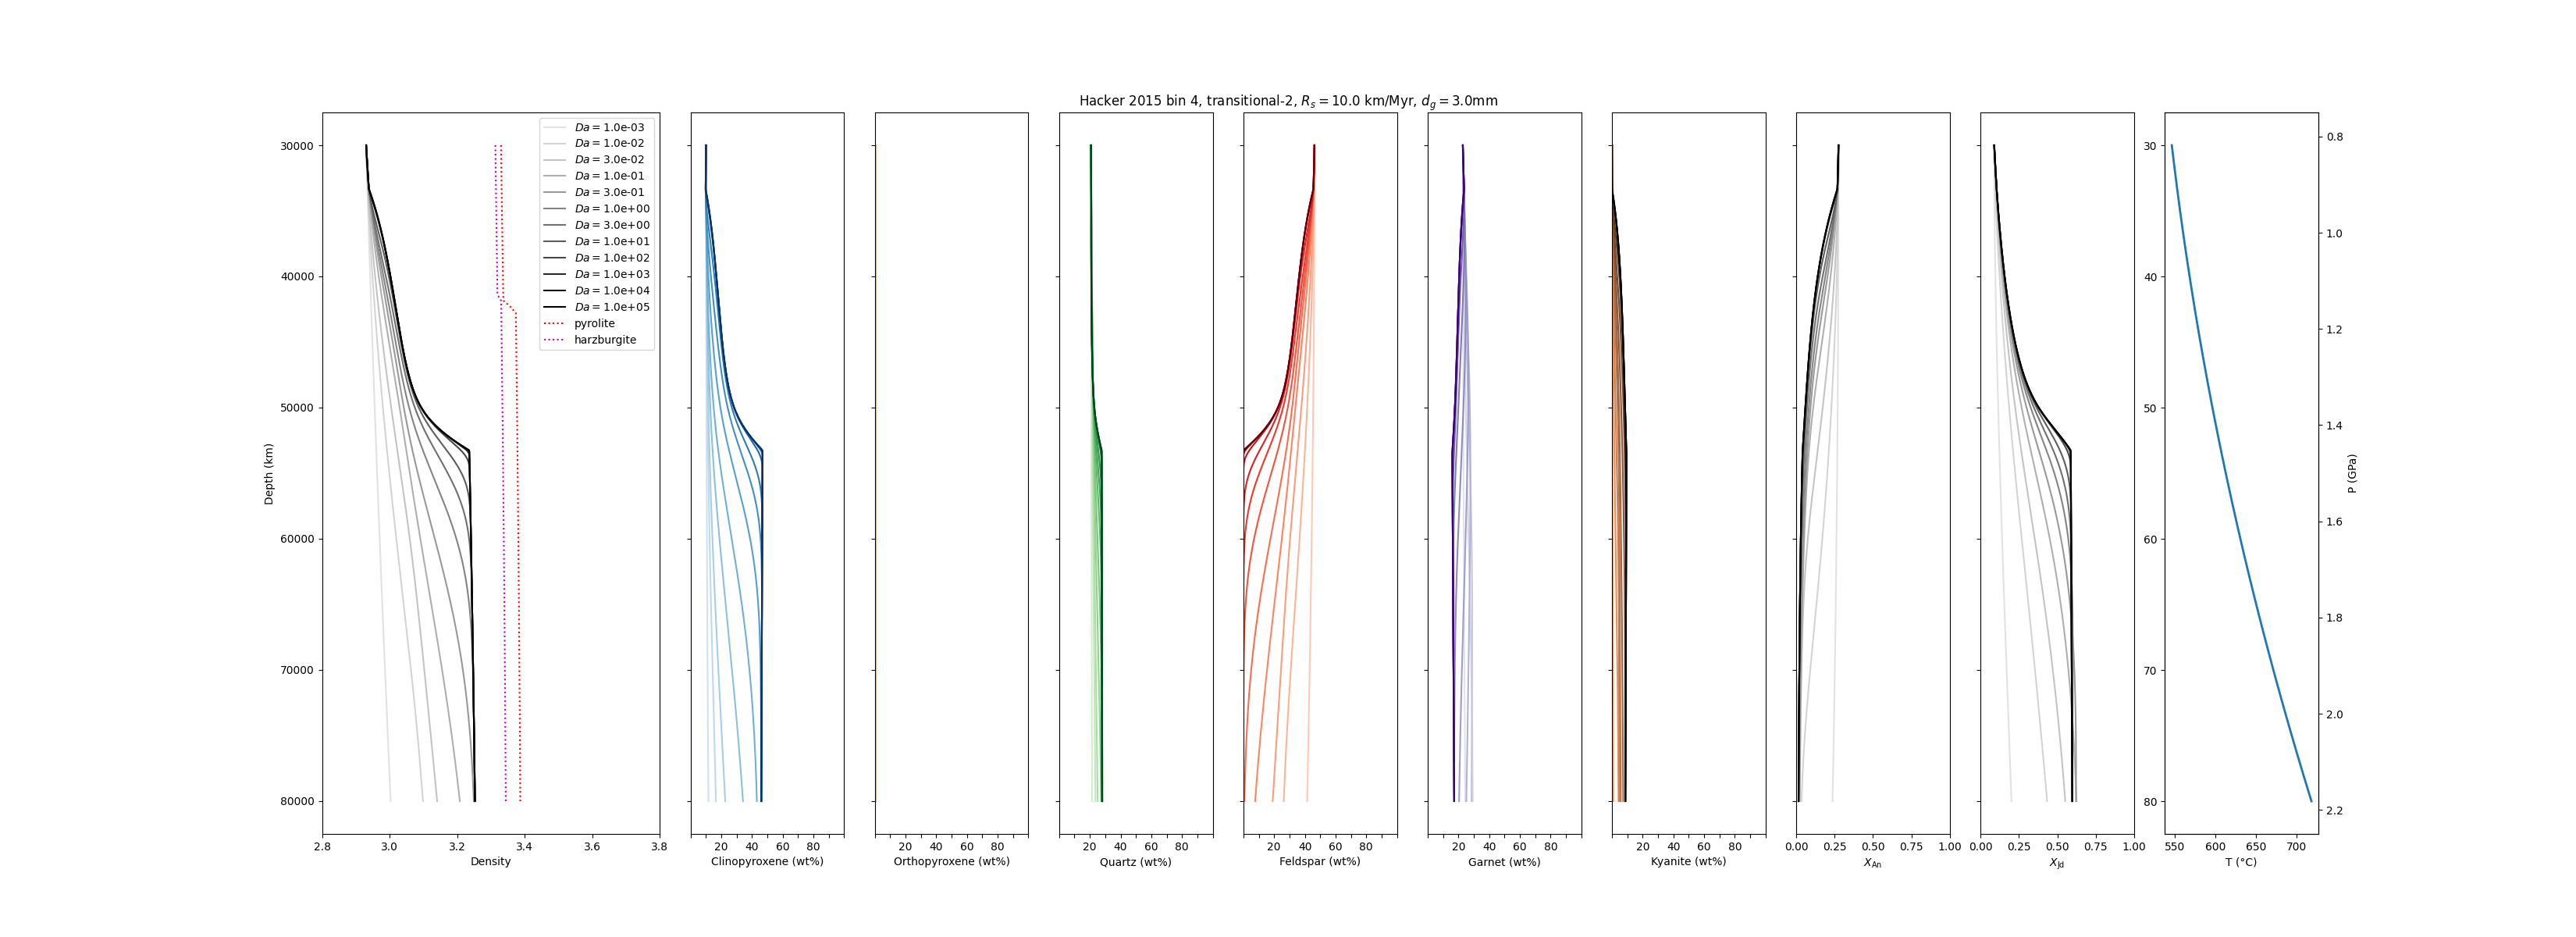 Hacker 2015 bin 4, transitional-2, R_s = 10.0 km/Myr, d_g = 3.0mm
Da = 1.0e-03
Da = 1.0e-02
Da = 3.0e-02
Da = 1.0e-01
Da = 3.0e-01
Da = 1.0e+00
Da = 3.0e+00
Da = 1.0e+01
Da = 1.0e+02
Da = 1.0e+03
Da = 1.0e+04
Da = 1.0e+05
pyrolite
harzburgite
Depth (km)
30000
40000
50000
60000
70000
80000
2.8 3.0 3.2 3.4 3.6 3.8
Density
20 40 60 80
Clinopyroxene (wt%)
Orthopyroxene (wt%)
20 40 60 80
Quartz (wt%)
20 40 60 80
Feldspar (wt%)
20 40 60 80
Garnet (wt%)
20 40 60 80
Kyanite (wt%)
0.00 0.25 0.50 0.75 1.00
X_An
0.00 0.25 0.50 0.75 1.00
X_Jd
30
40
50
60
70
80
550 600 650 700
T (°C)
0.8
1.0
1.2
1.4
1.6
1.8
2.0
2.2
P (GPa)